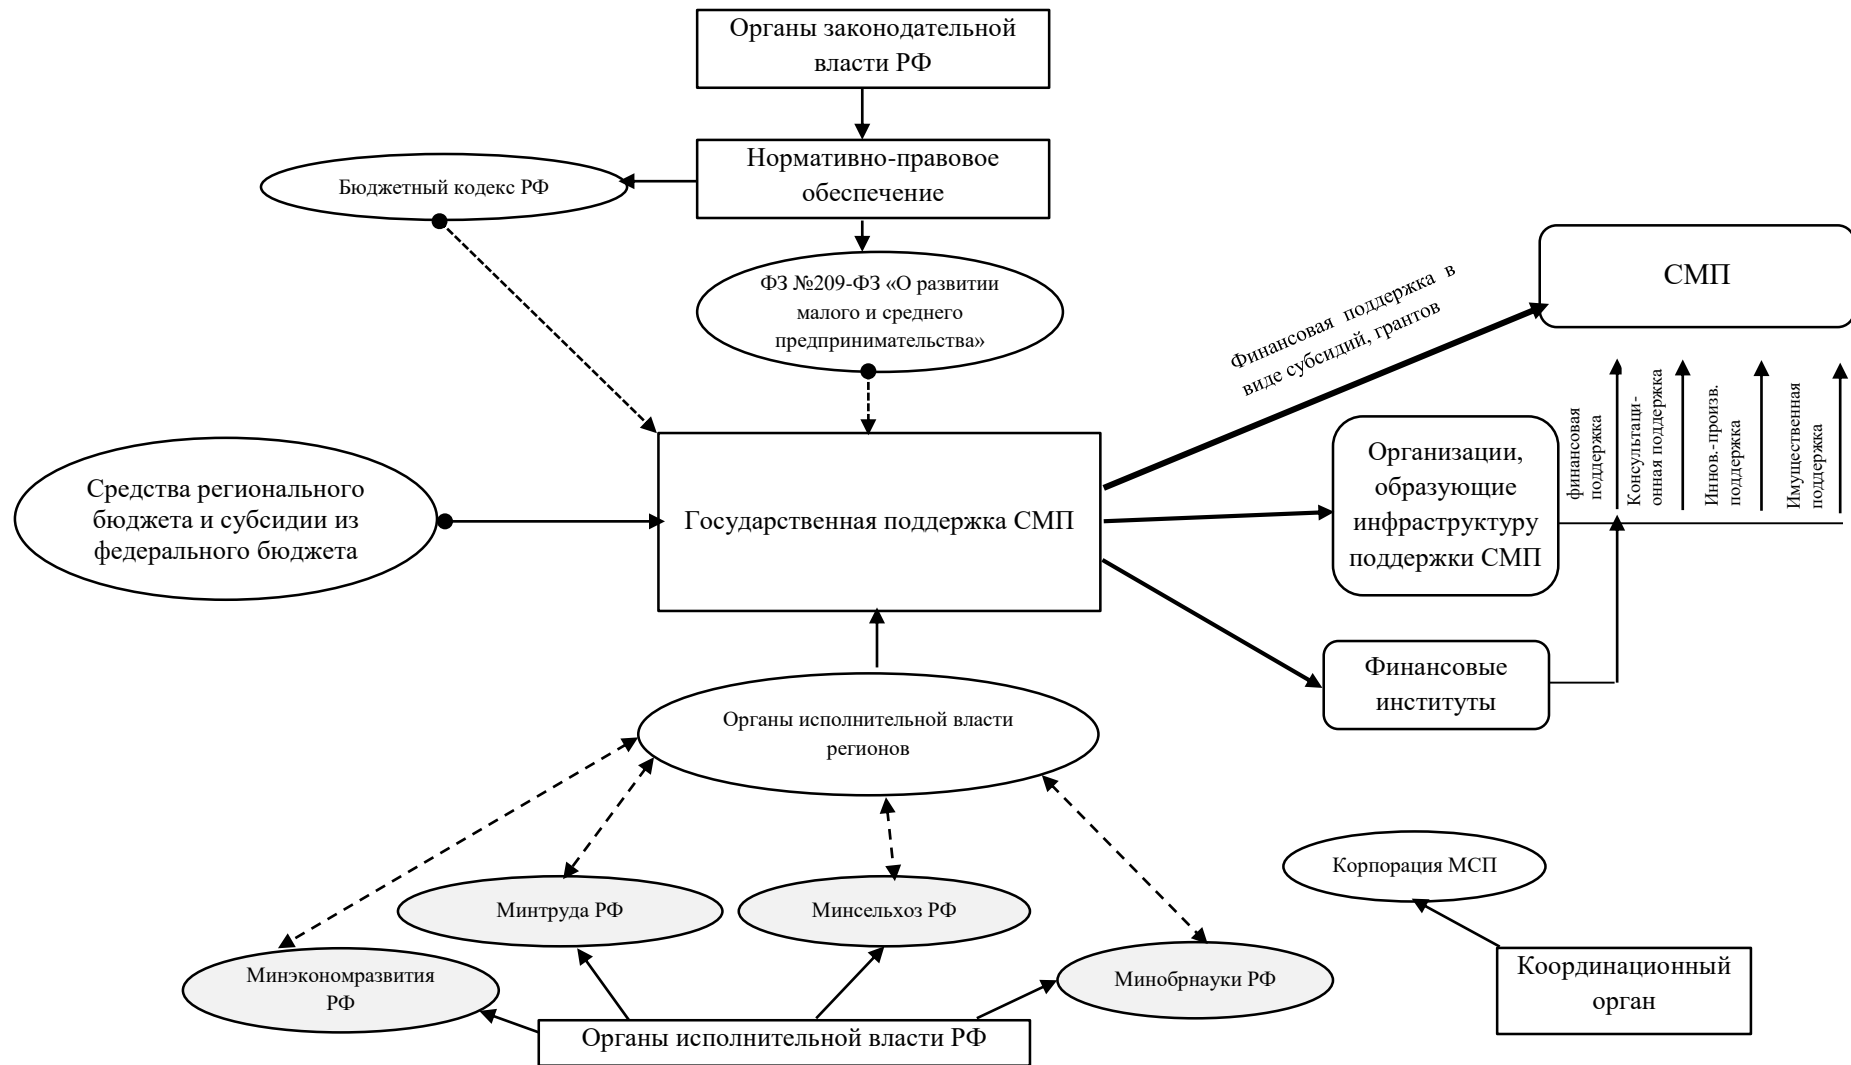 Органы законодательной
власти РФ
Нормативно-правовое
обеспечение
Бюджетный кодекс РФ
ФЗ №209-ФЗ «О развитии
малого и среднего
предпринимательства»
Финансовая поддержка в
виде субсидий, грантов
СМП
финансовая
поддержка
Консультаци-
онная поддержка
Иннов.-произв.
поддержка
Имущественная
поддержка
Средства регионального
бюджета и субсидии из
федерального бюджета
Государственная поддержка СМП
Организации,
образующие
инфраструктуру
поддержки СМП
Финансовые
институты
Органы исполнительной власти
регионов
Корпорация МСП
Минтруда РФ
Минсельхоз РФ
Минэкономразвития
РФ
Минобрнауки РФ
Координационный
орган
Органы исполнительной власти РФ